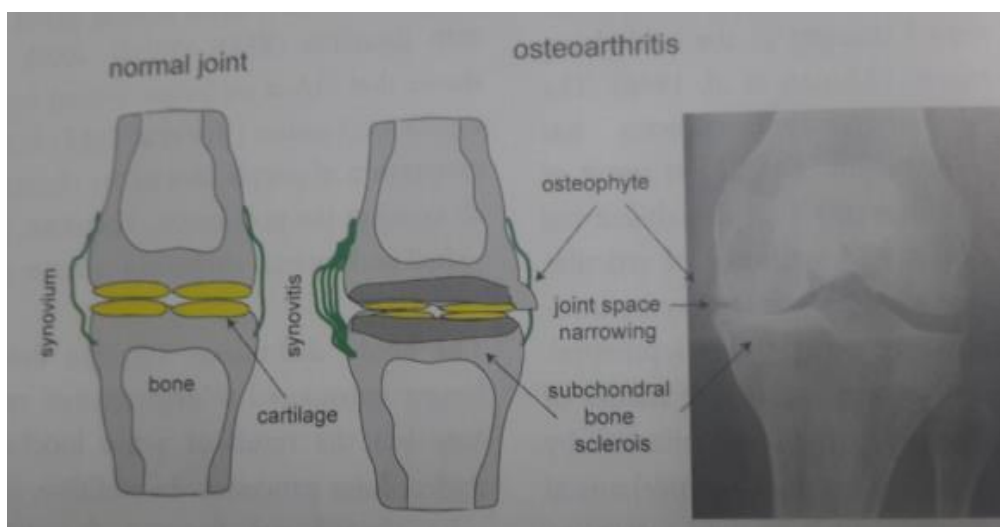 normal joint
osteoarthritis
osteophyte
synovium
synovitis
joint space
narrowing
bone
cartilage
subchondral
bone
sclerois